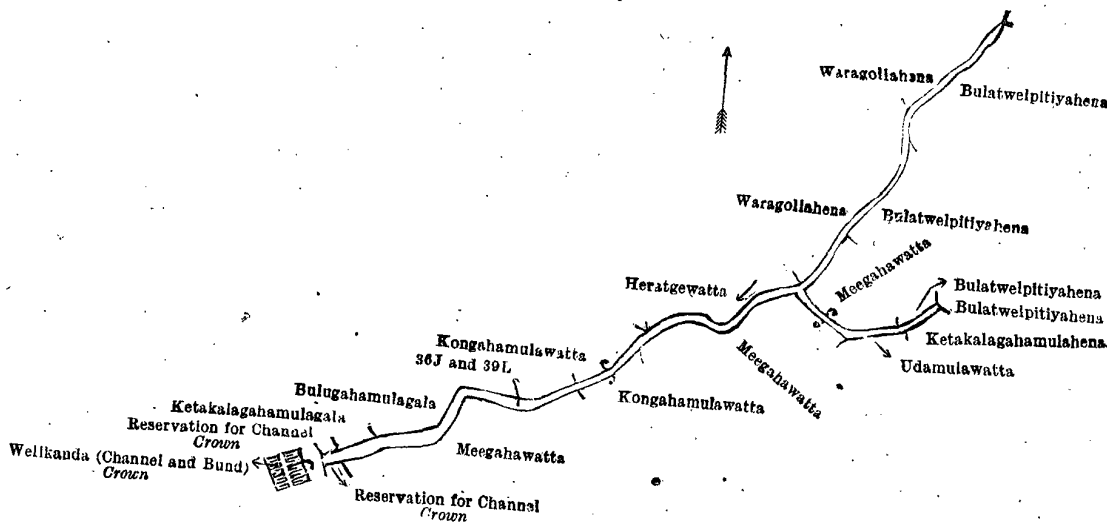 Waragollahena
Bulatwelpitiyahena
Waragollahena
Bulatwelpitiyahena
Meegahawatta
Heratgewatta
Bulatwelpitiyahena
Bulatwelpitiyahena
Ketakalagahamulahena
Udamulawatta
Meegahawatta
Kongahamulawatta
36J and 39L
Kongahamulawatta
Bulugahamulagala
Ketakalagahamulagala
Reservation for Channel
Crown
Meegahawatta
Welikanda (Channel and Bund)
Crown
Reservation for Channel
Crown